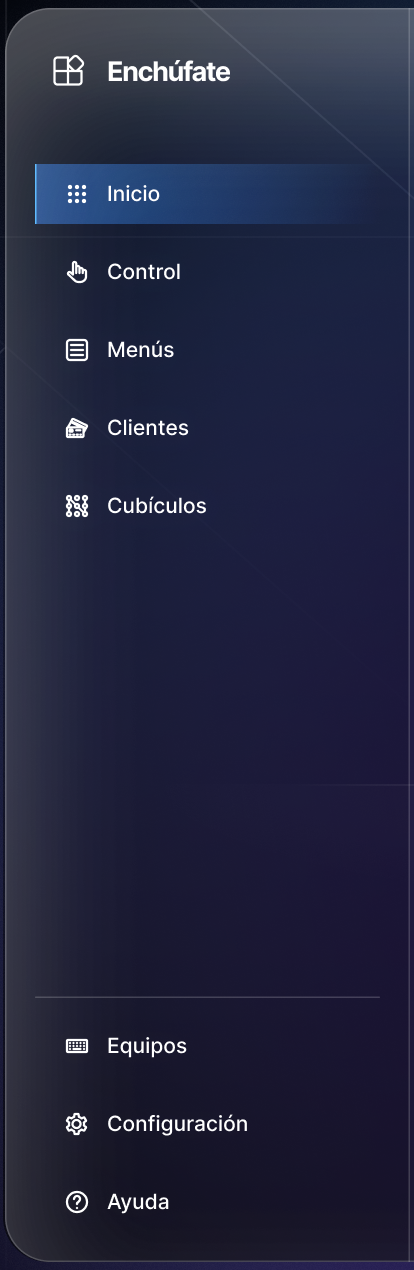 Enchúfate
Inicio
Control
Menús
Clientes
Cubículos
Equipos
Configuración
Ayuda